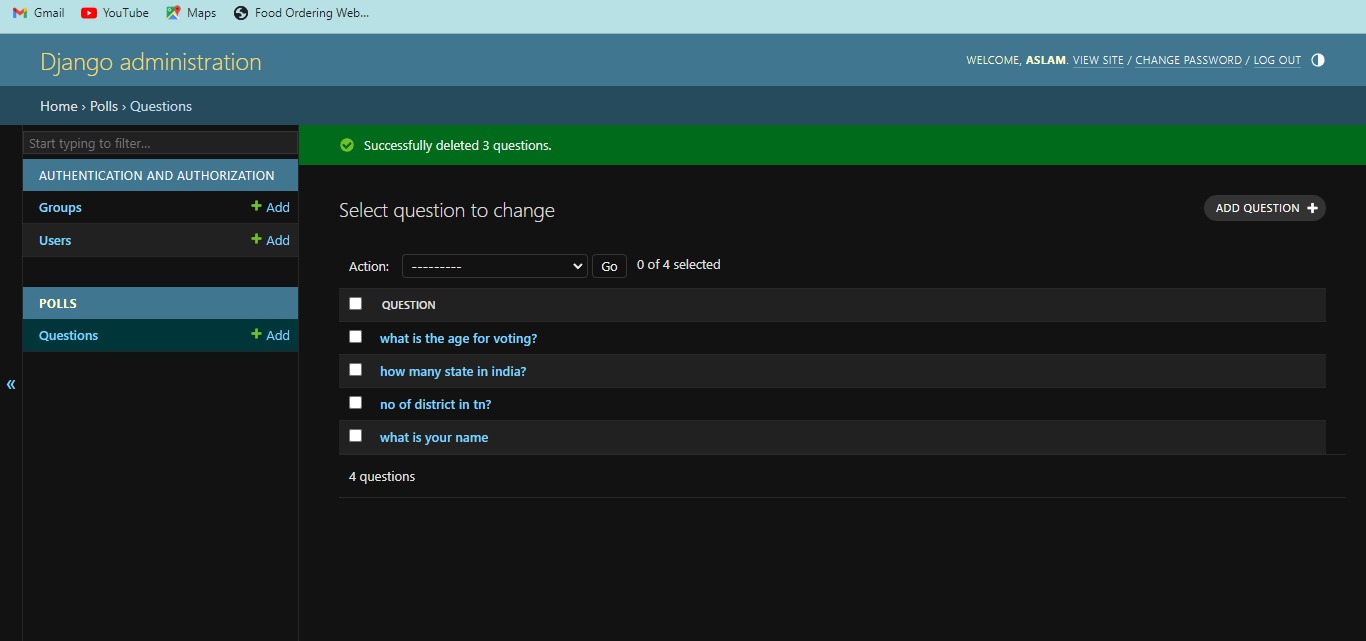 Gmail YouTube Maps Food Ordering Web...
Django administration
WELCOME, ASLAM. VIEW SITE / CHANGE PASSWORD / LOG OUT
Home › Polls › Questions
Start typing to filter...
AUTHENTICATION AND AUTHORIZATION
Groups + Add
Users + Add
POLLS
Questions + Add
«
Successfully deleted 3 questions.
Select question to change
ADD QUESTION +
Action: --------- Go 0 of 4 selected
QUESTION
what is the age for voting?
how many state in india?
no of district in tn?
what is your name
4 questions